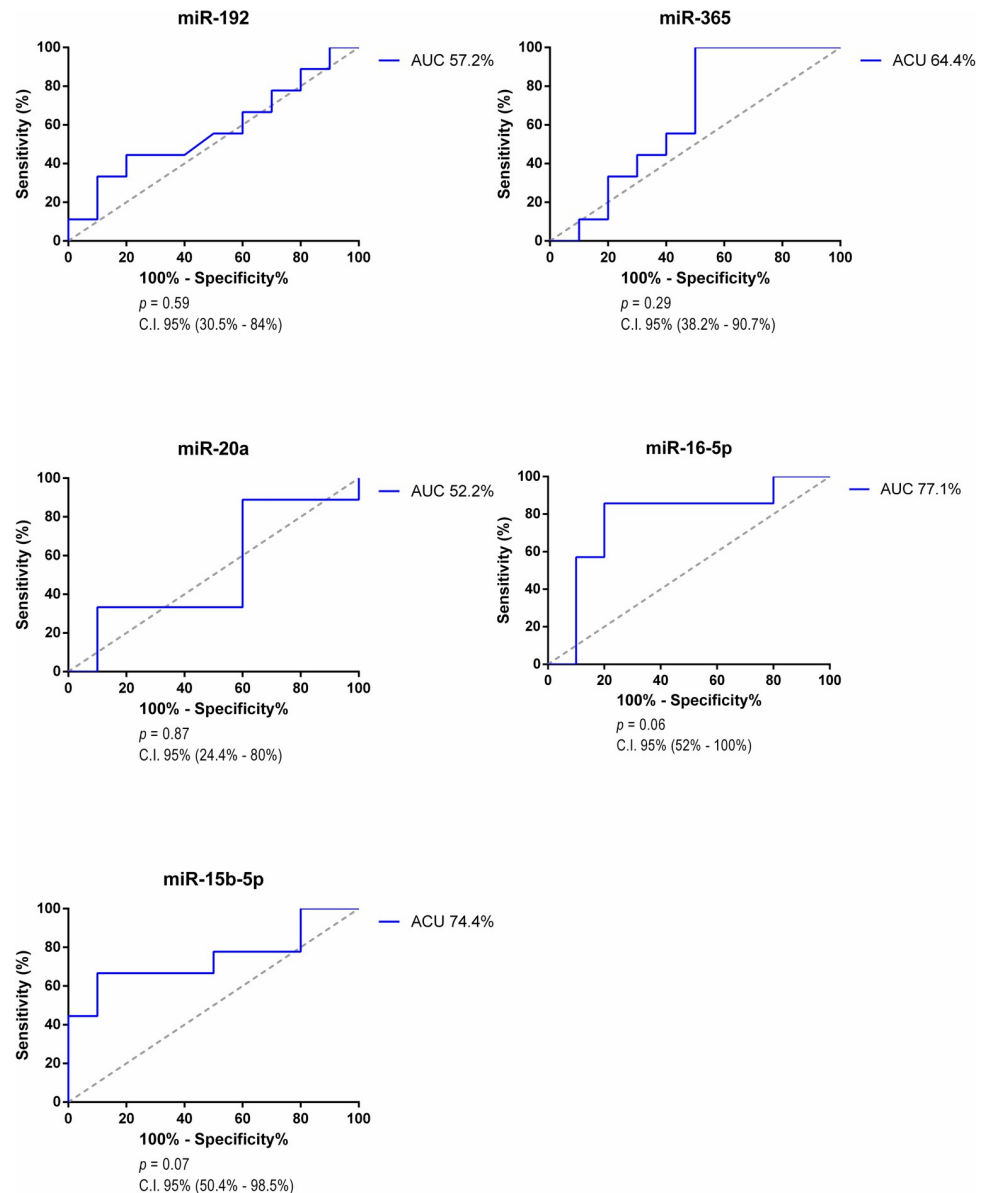 miR-192
100
80
60
40
20
0
Sensitivity (%)
0 20 40 60 80 100
100% - Specificity%
AUC 57.2%
p = 0.59
C.I. 95% (30.5% - 84%)
miR-365
100
80
60
40
20
0
Sensitivity (%)
0 20 40 60 80 100
100% - Specificity%
ACU 64.4%
p = 0.29
C.I. 95% (38.2% - 90.7%)
miR-20a
100
80
60
40
20
0
Sensitivity (%)
0 20 40 60 80 100
100% - Specificity%
AUC 52.2%
p = 0.87
C.I. 95% (24.4% - 80%)
miR-16-5p
100
80
60
40
20
0
Sensitivity (%)
0 20 40 60 80 100
100% - Specificity%
AUC 77.1%
p = 0.06
C.I. 95% (52% - 100%)
miR-15b-5p
100
80
60
40
20
0
Sensitivity (%)
0 20 40 60 80 100
100% - Specificity%
ACU 74.4%
p = 0.07
C.I. 95% (50.4% - 98.5%)